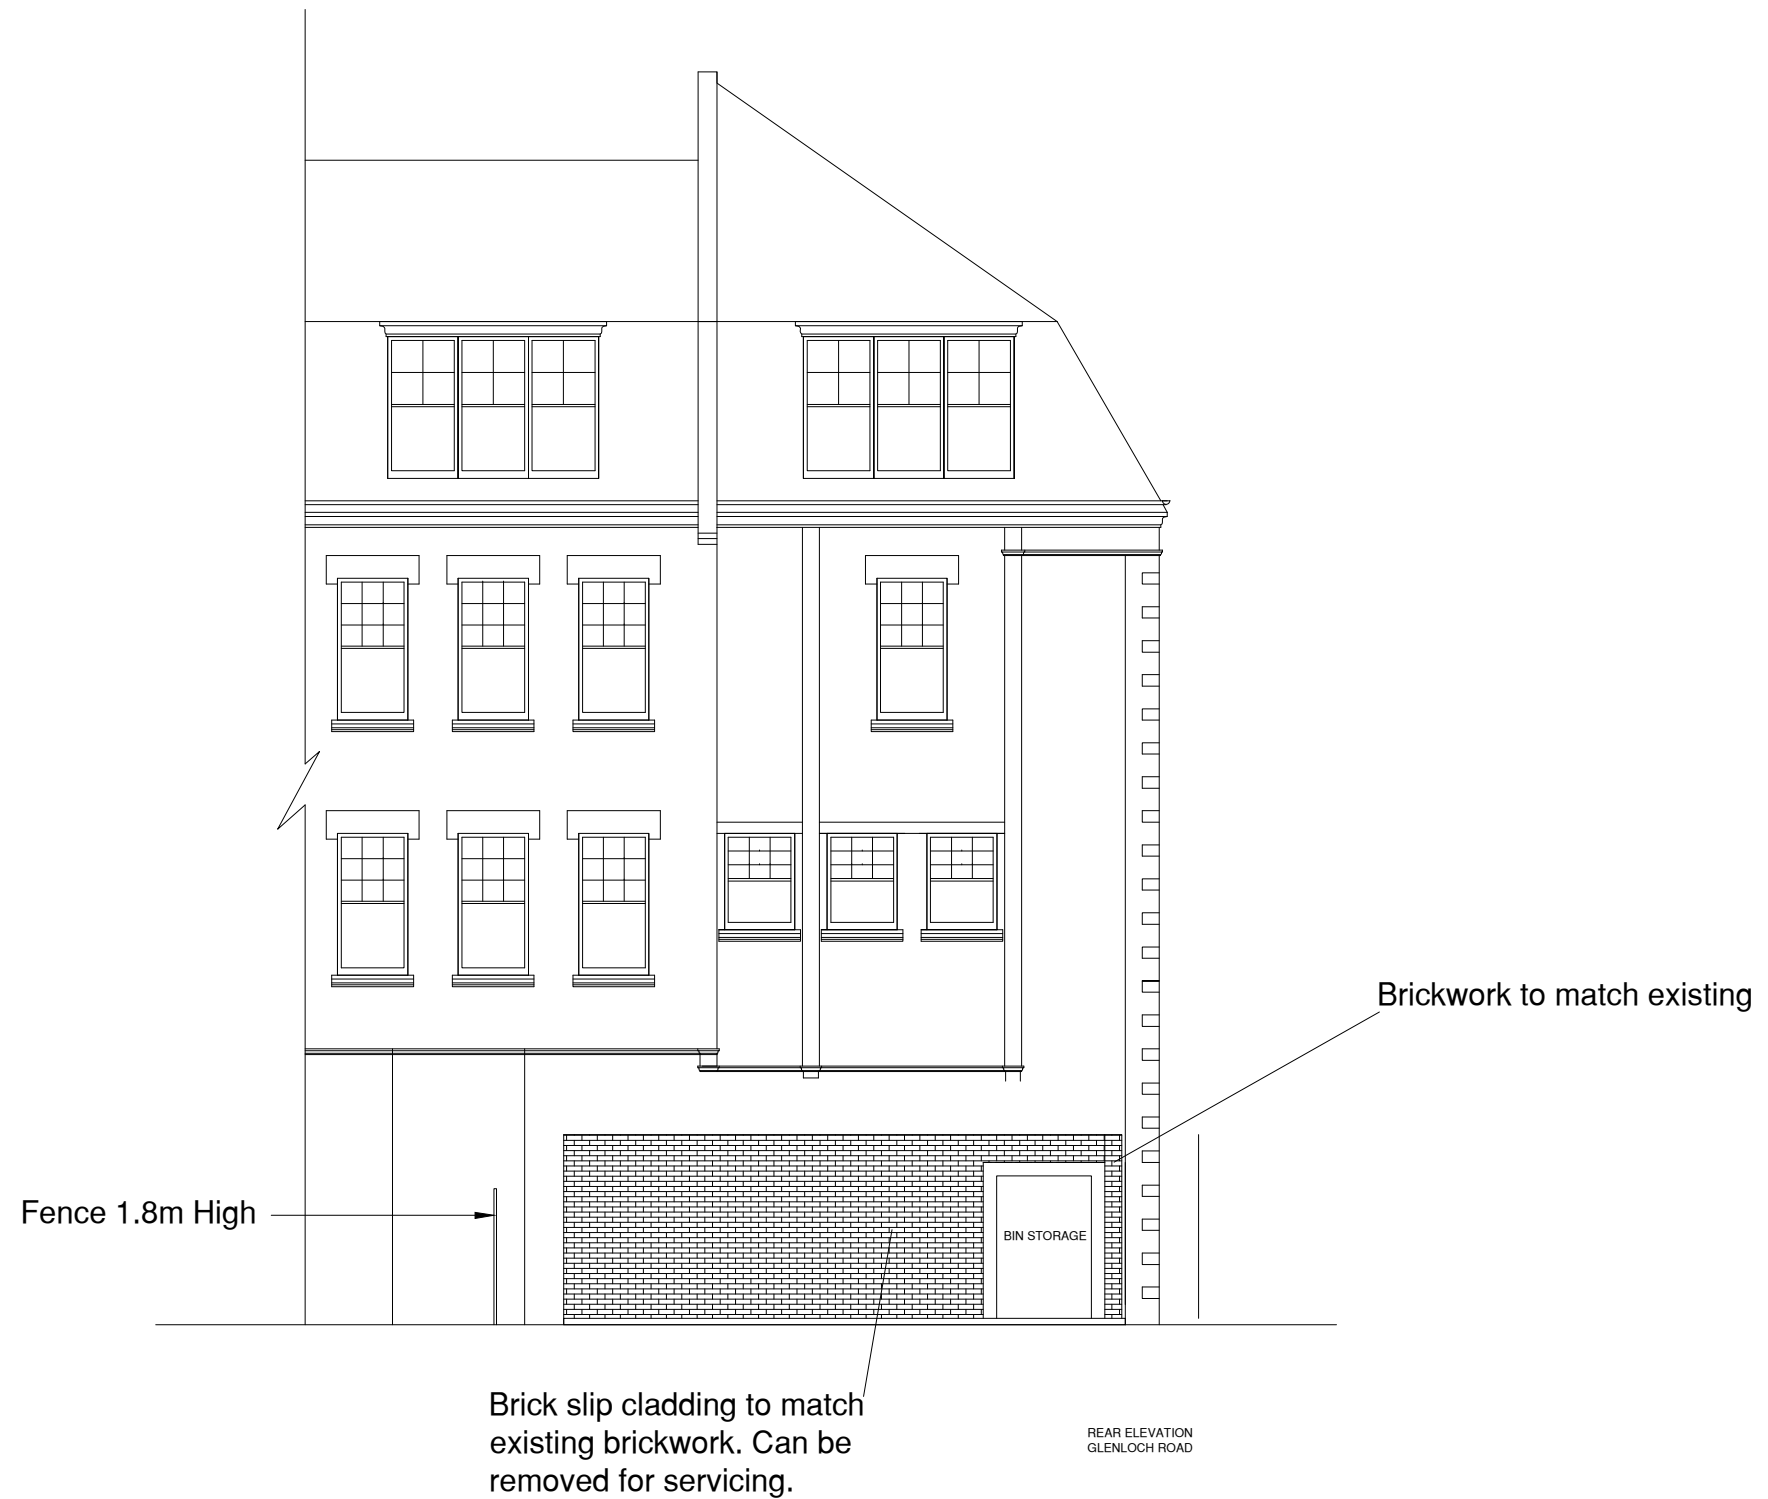 Brickwork to match existing
Fence 1.8m High
BIN STORAGE
Brick slip cladding to match
existing brickwork. Can be
removed for servicing.
REAR ELEVATION
GLENLOCH ROAD